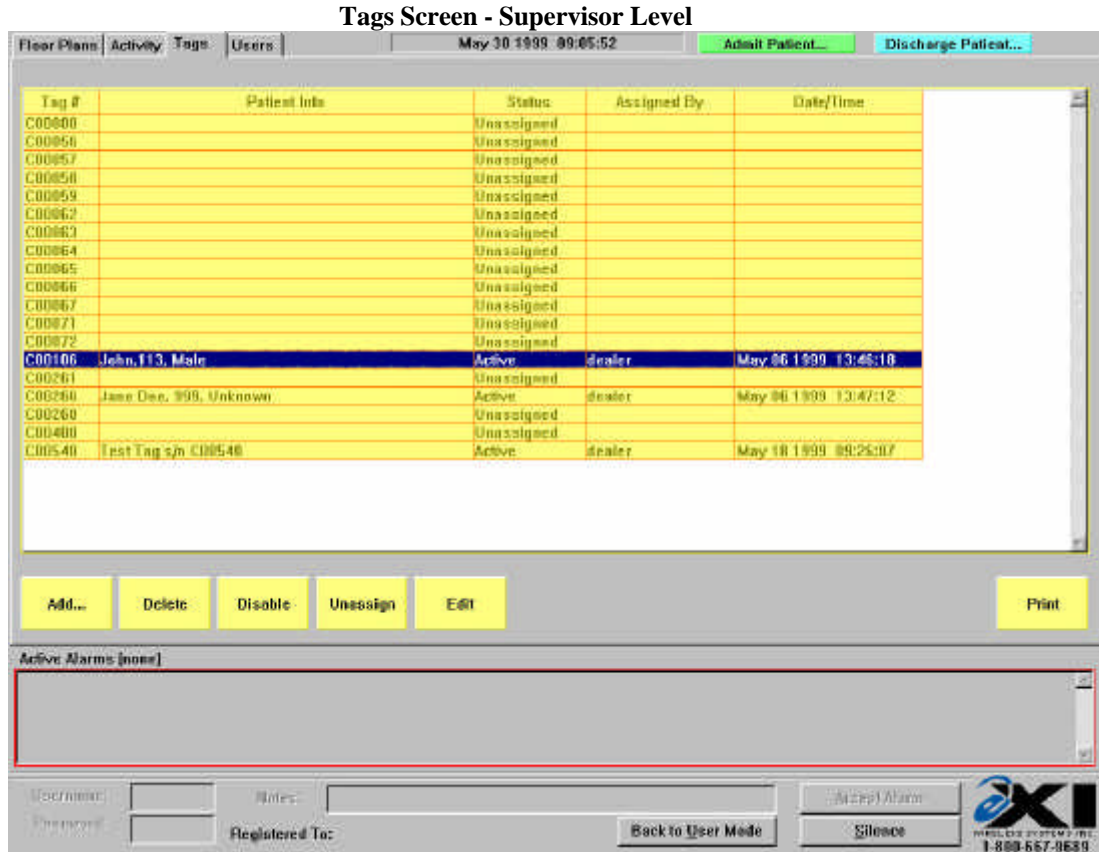 Tags Screen - Supervisor Level
Floor Plans Activity Tags Users May 30 1999 09:05:52 Admit Patient... Discharge Patient...
Tag # Patient Info Status Assigned By Date/Time
C00000 Unassigned
C00056 Unassigned
C00057 Unassigned
C00058 Unassigned
C00059 Unassigned
C00062 Unassigned
C00063 Unassigned
C00064 Unassigned
C00065 Unassigned
C00066 Unassigned
C00067 Unassigned
C00071 Unassigned
C00072 Unassigned
C00106 John,113, Male Active dealer May 06 1999 13:46:18
C00261 Unassigned
Jane Doe, 999, Unknown Active dealer May 06 1999 13:47:12
C00268 Unassigned
C00400 Unassigned
C00540 Test Tag s/n C00540 Active dealer May 18 1999 09:26:07
Add... Delete Disable Unassign Edit Print
Active Alarms [none]
Username: Notes: Accept Alarm
Password: Registered To: Back to User Mode Silence
eXI
WIRELESS SYSTEMS INC.
1-800-667-9689